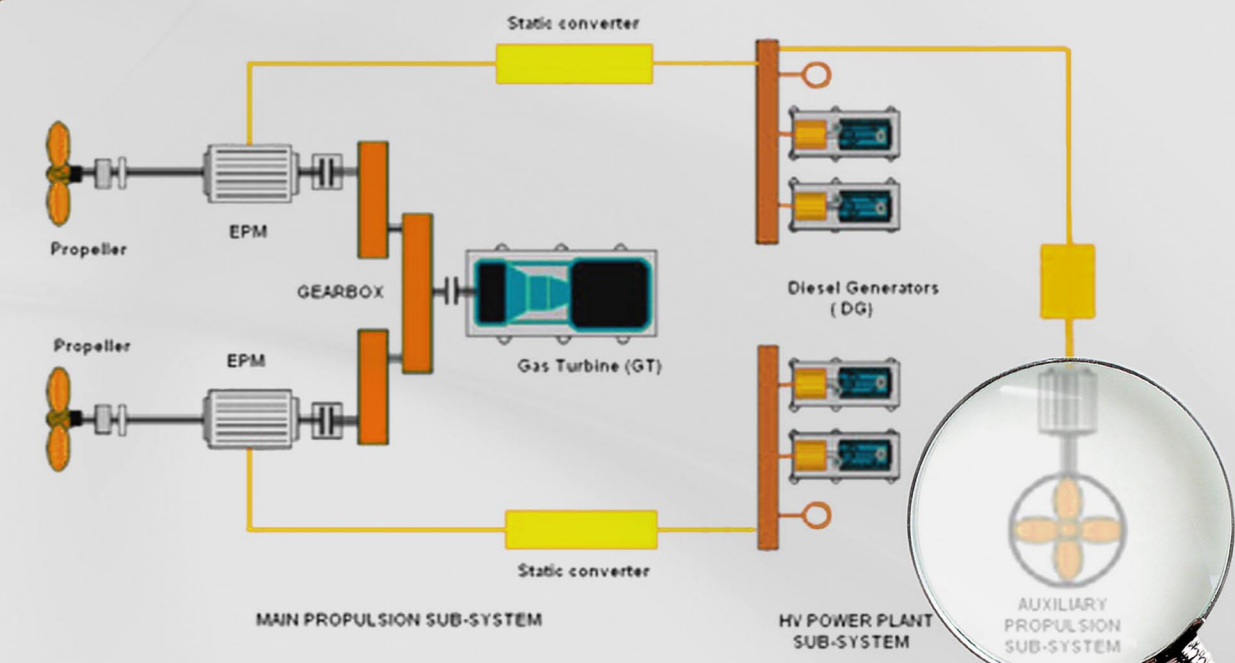 Static converter
EPM
Propeller
GEARBOX
Diesel Generators
( DG)
Propeller
EPM
Gas Turbine (GT)
Static converter
MAIN PROPULSION SUB-SYSTEM
HV POWER PLANT
SUB-SYSTEM
AUXILIARY
PROPULSION
SUB-SYSTEM